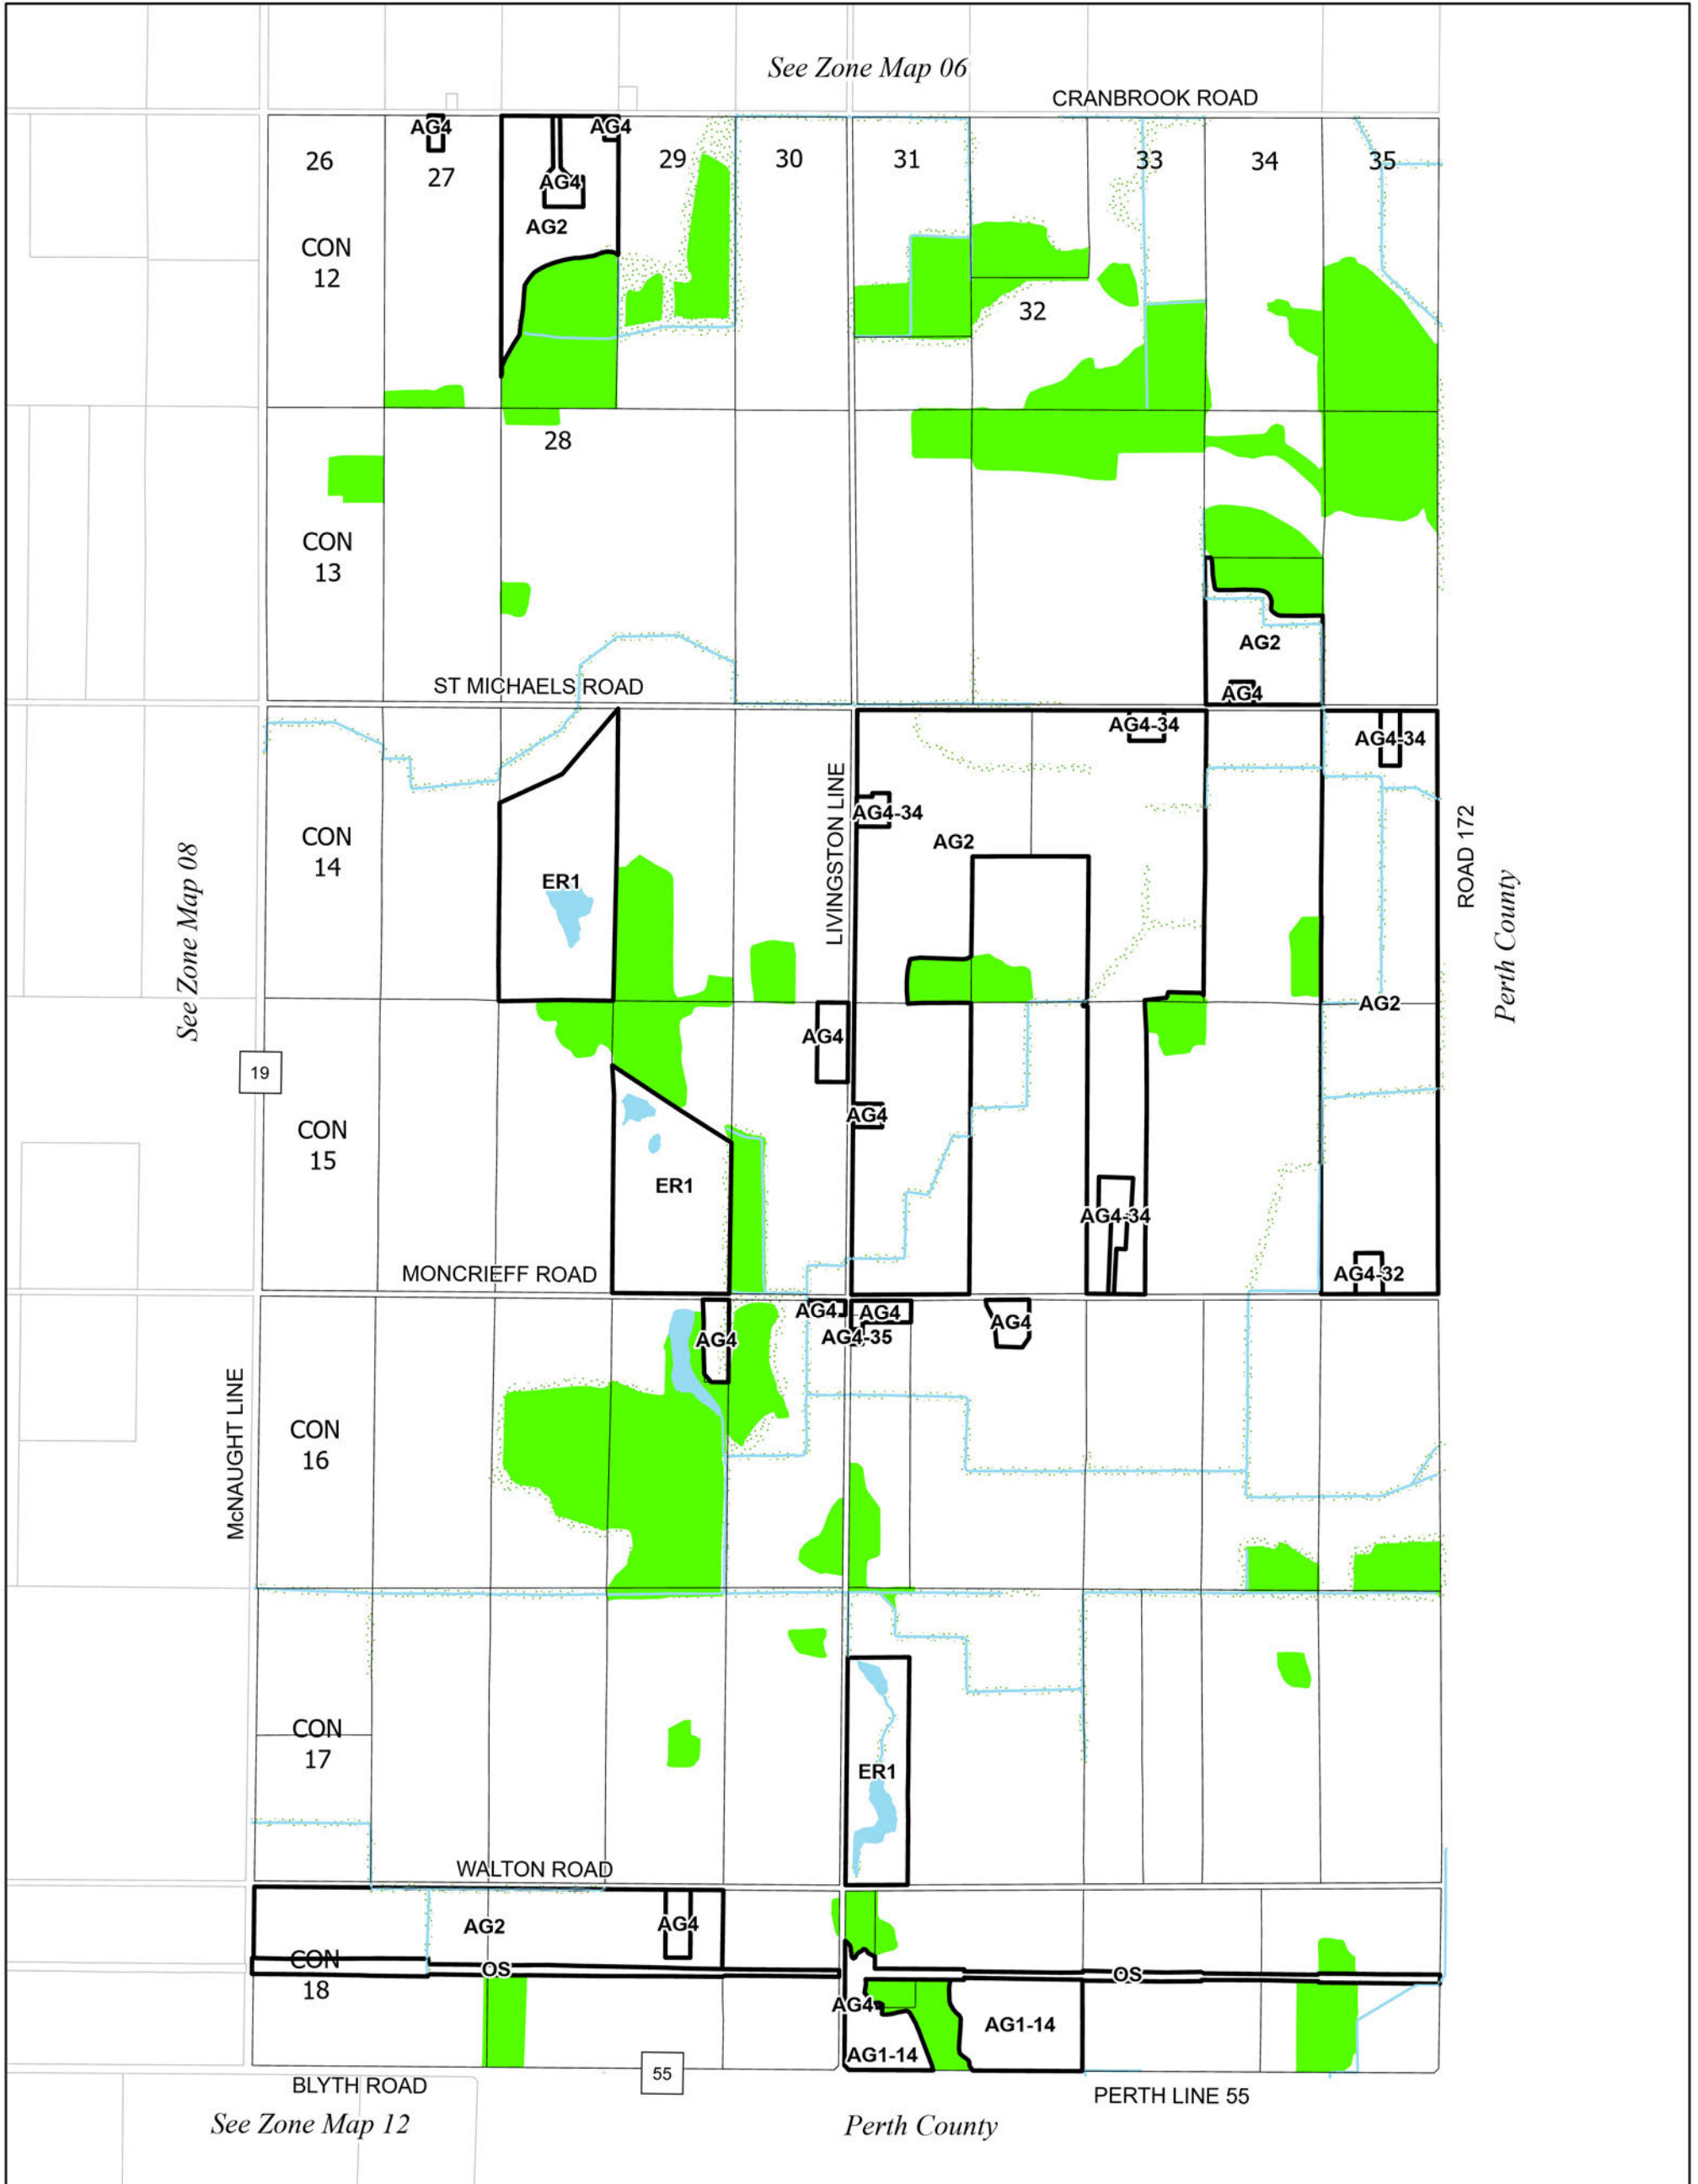 See Zone Map 06
CRANBROOK ROAD
AG4
AG4
26
27
29
30
31
33
34
35
AG4
AG2
CON
12
32
28
CON
13
AG2
ST MICHAELS ROAD
AG4
AG4-34
AG4-34
AG4-34
LIVINGSTON LINE
AG2
CON
14
ER1
ROAD 172
See Zone Map 08
Perth County
AG2
AG4
19
AG4
CON
15
ER1
AG4-34
MONCRIEFF ROAD
AG4-32
AG4
AG4
AG4
AG4
AG4-35
McNAUGHT LINE
CON
16
CON
17
ER1
WALTON ROAD
AG2
AG4
CON
18
OS
OS
AG4
AG1-14
AG1-14
55
BLYTH ROAD
PERTH LINE 55
See Zone Map 12
Perth County